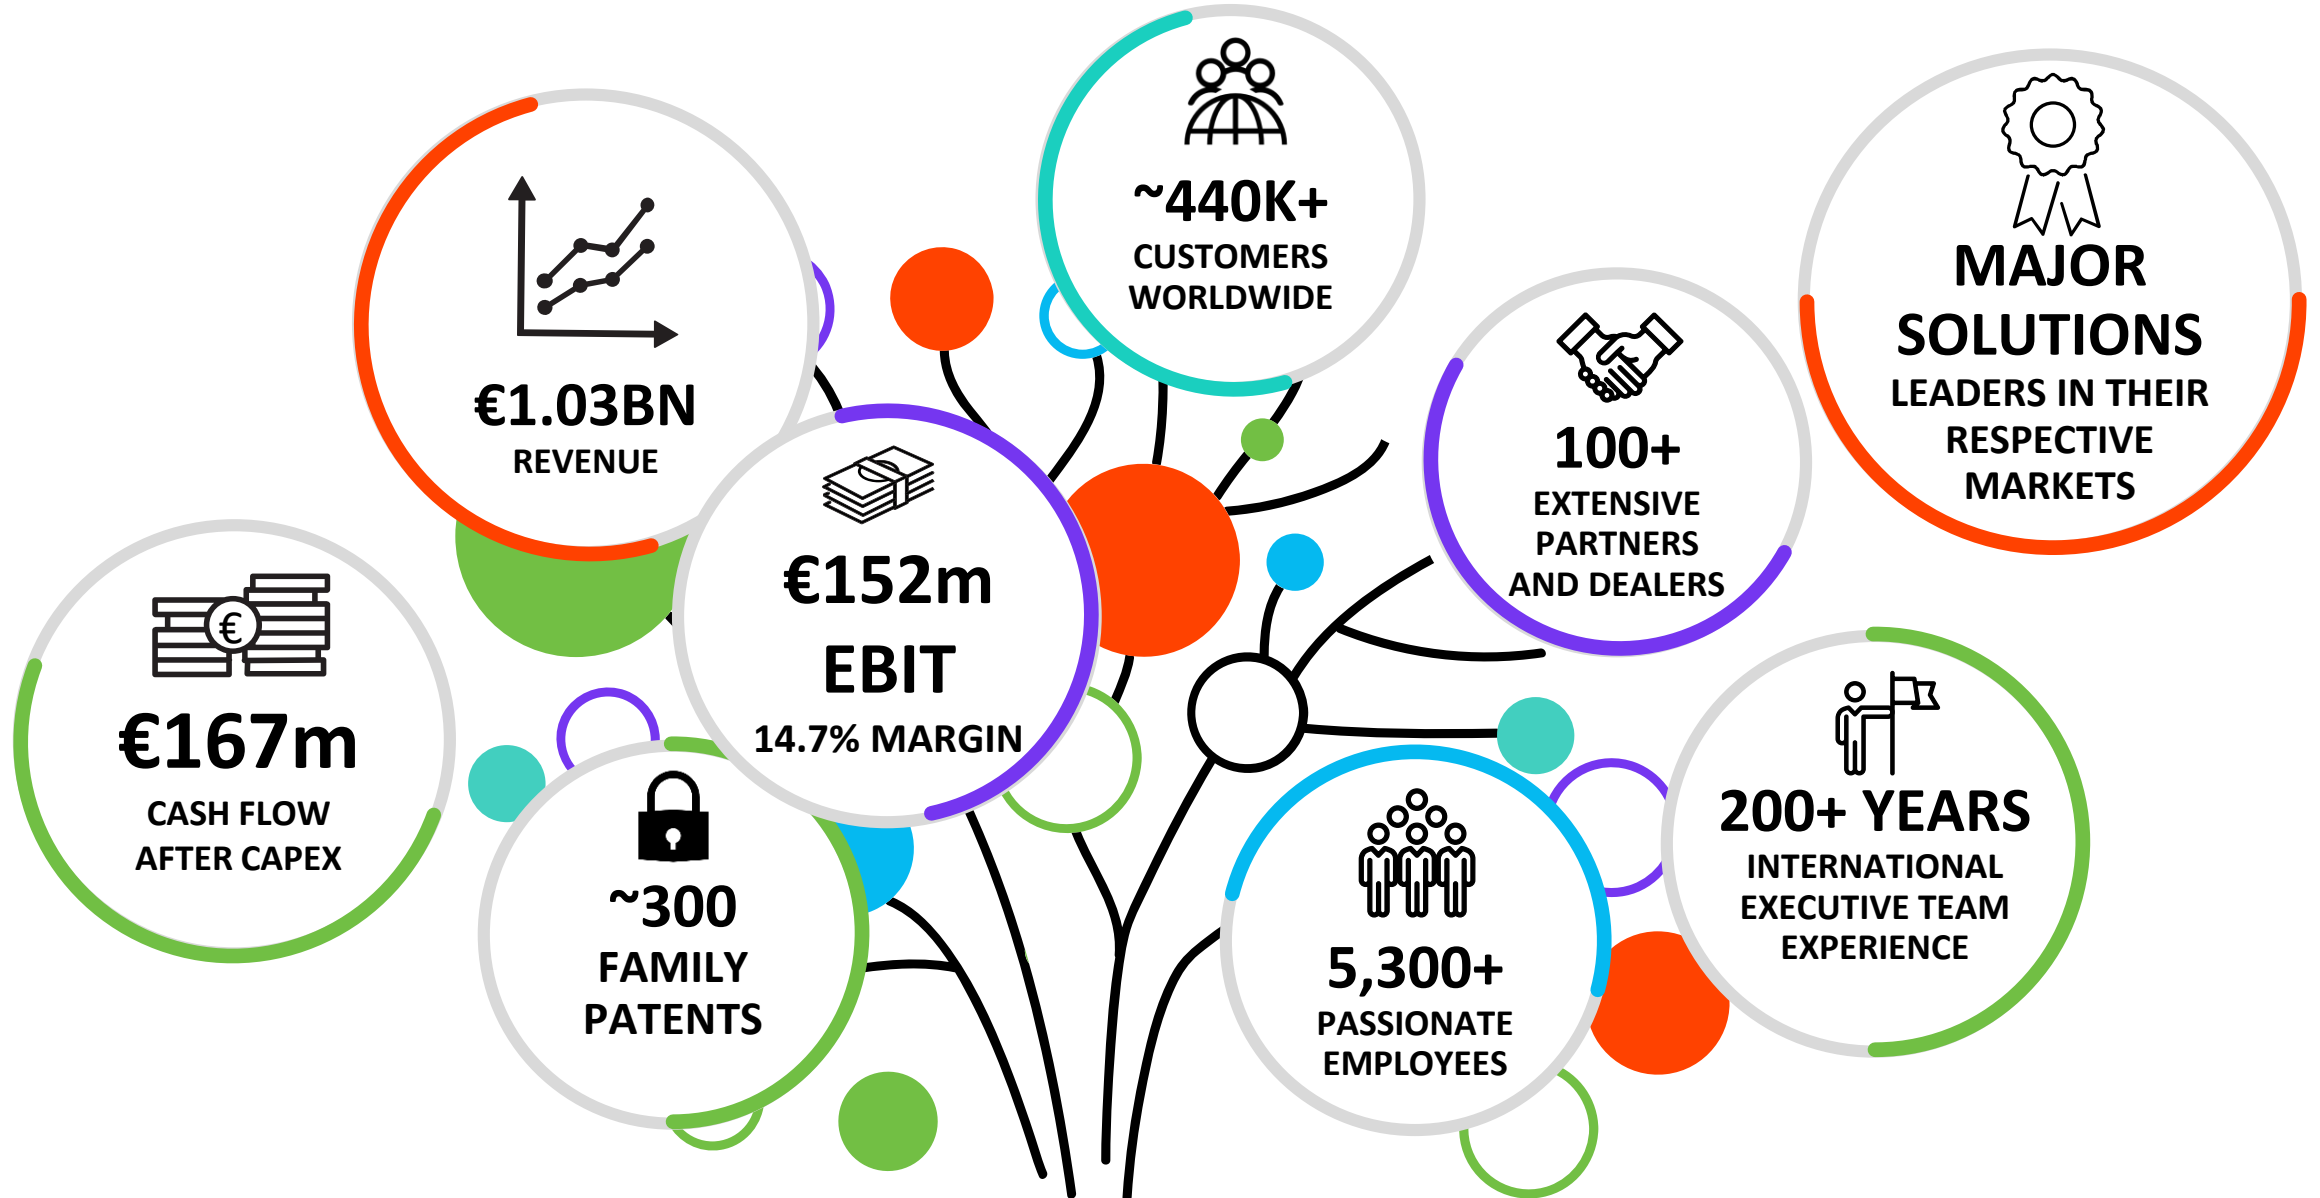 ~440K+
CUSTOMERS
WORLDWIDE
MAJOR
SOLUTIONS
LEADERS IN THEIR
RESPECTIVE
MARKETS
€1.03BN
REVENUE
100+
EXTENSIVE
PARTNERS
AND DEALERS
€152m
EBIT
14.7% MARGIN
€
€167m
CASH FLOW
AFTER CAPEX
200+ YEARS
INTERNATIONAL
EXECUTIVE TEAM
EXPERIENCE
~300
FAMILY
PATENTS
5,300+
PASSIONATE
EMPLOYEES